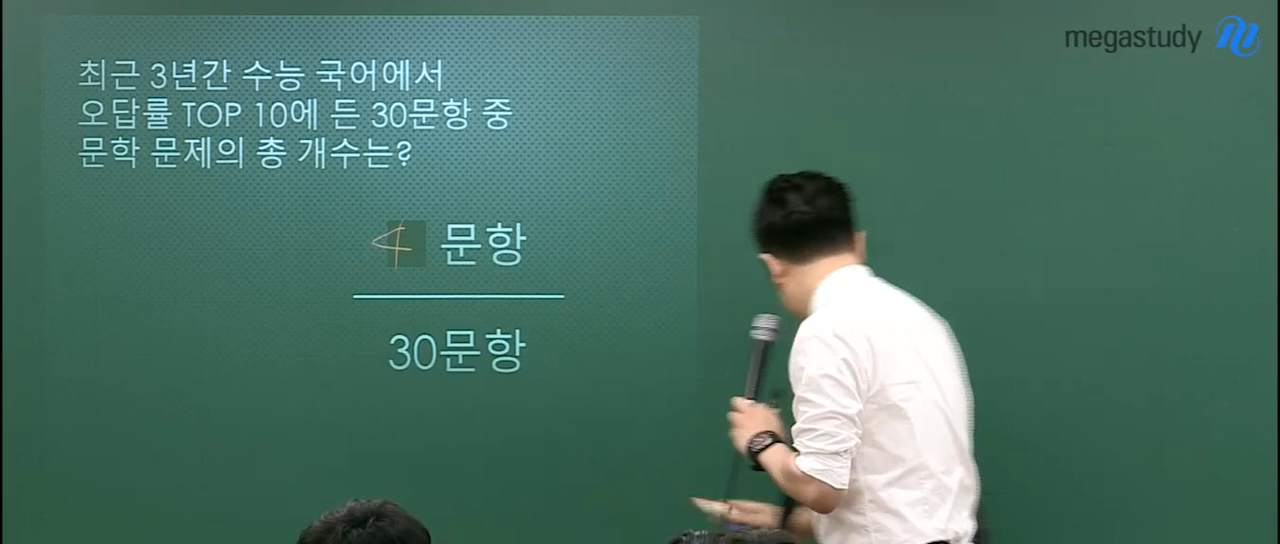 megastudy
최근 3년간 수능 국어에서
오답률 TOP 10에 든 30문항 중
문학 문제의 총 개수는?
4 문항
30문항